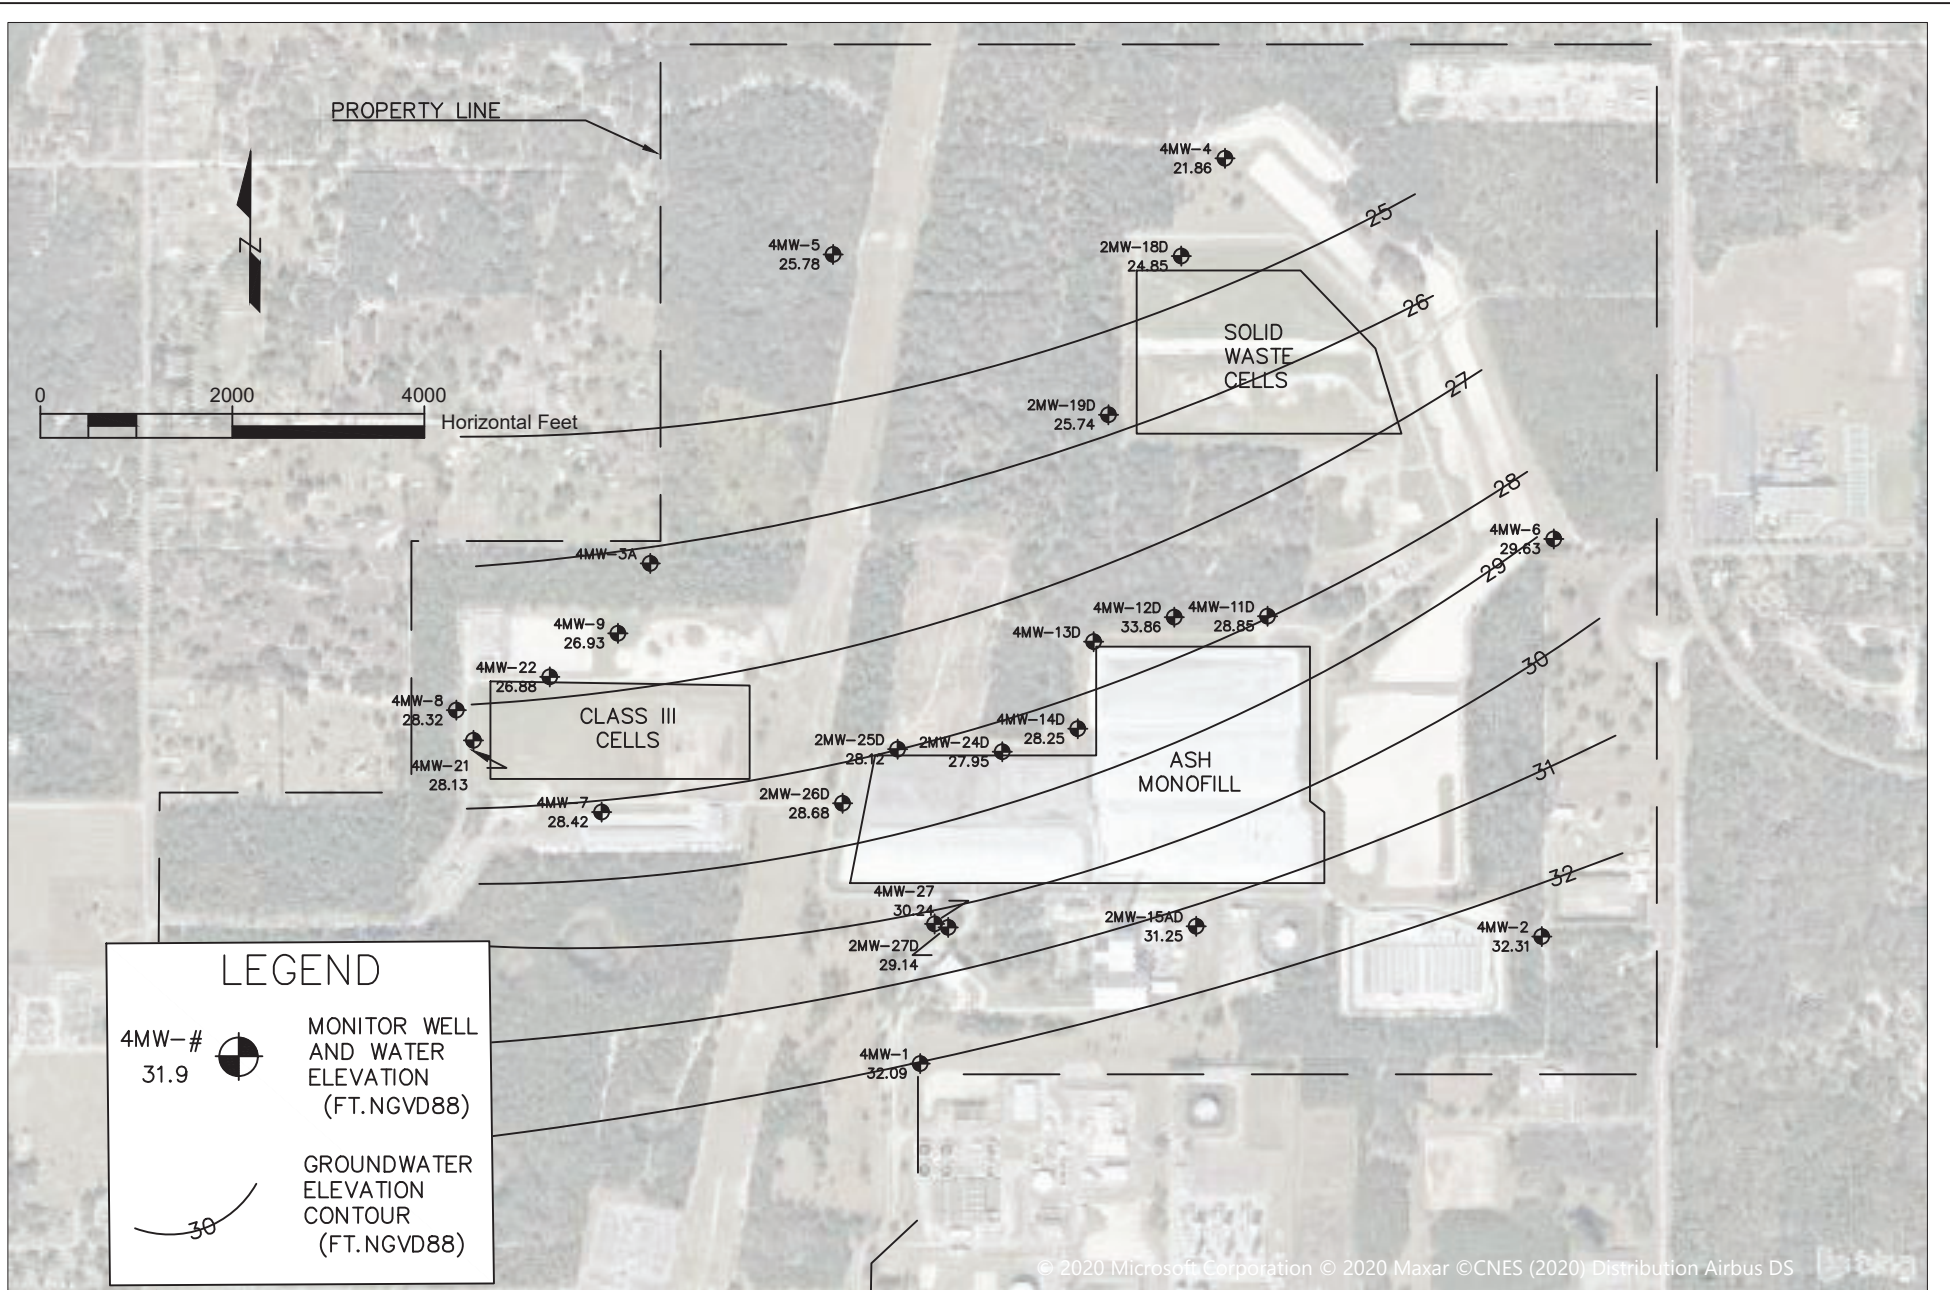 PROPERTY LINE
N
0 2000 4000
Horizontal Feet
4MW-4
21.86
4MW-5
25.78
2MW-18D
24.85
25
26
27
SOLID
WASTE
CELLS
2MW-19D
25.74
28
4MW-6
29.63
29
4MW-3A
4MW-9
26.93
4MW-12D
33.86
4MW-11D
28.85
4MW-13D
30
4MW-22
26.88
4MW-8
28.32
CLASS III
CELLS
4MW-21
28.13
2MW-25D
28.12
2MW-24D
27.95
4MW-14D
28.25
ASH
MONOFILL
31
4MW-7
28.42
2MW-26D
28.68
32
4MW-27
30.24
2MW-27D
29.14
2MW-15AD
31.25
4MW-2
32.31
4MW-1
32.09
LEGEND
4MW-#
31.9
MONITOR WELL
AND WATER
ELEVATION
(FT.NGVD88)
30
GROUNDWATER
ELEVATION
CONTOUR
(FT.NGVD88)
© 2020 Microsoft Corporation © 2020 Maxar ©CNES (2020) Distribution Airbus DS